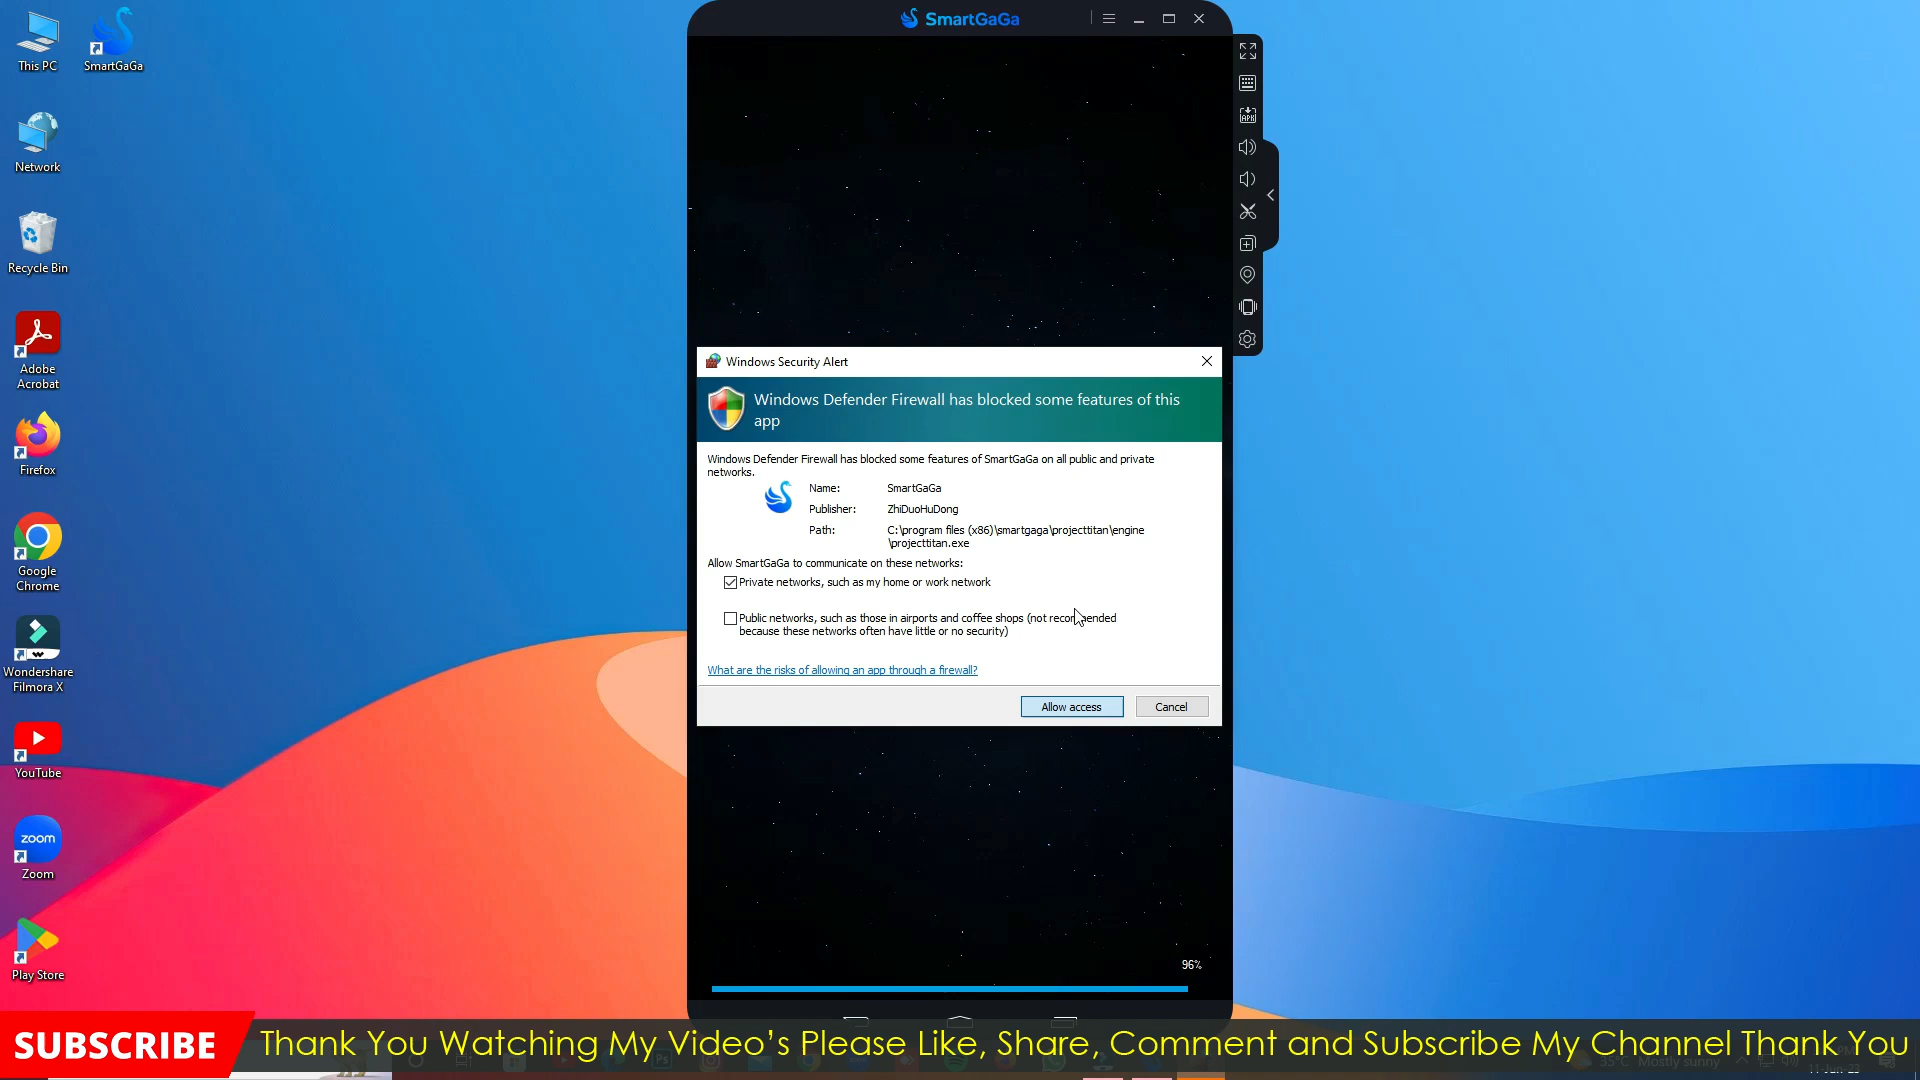 SmartGaGa
This PC
SmartGaGa
Network
Recycle Bin
Adobe
Acrobat
Firefox
Google
Chrome
Wondershare
Filmora X
YouTube
zoom
Zoom
Play Store
APK
Windows Security Alert
Windows Defender Firewall has blocked some features of this
app
Windows Defender Firewall has blocked some features of SmartGaGa on all public and private
networks.
Name: SmartGaGa
Publisher: ZhiDuoHuDong
Path: C:\program files (x86)\smartgaga\projecttitan\engine
\projecttitan.exe
Allow SmartGaGa to communicate on these networks:
Private networks, such as my home or work network
Public networks, such as those in airports and coffee shops (not recommended
because these networks often have little or no security)
What are the risks of allowing an app through a firewall?
Allow access
Cancel
96%
SUBSCRIBE
Thank You Watching My Video's Please Like, Share, Comment and Subscribe My Channel Thank You
Mostly sunny